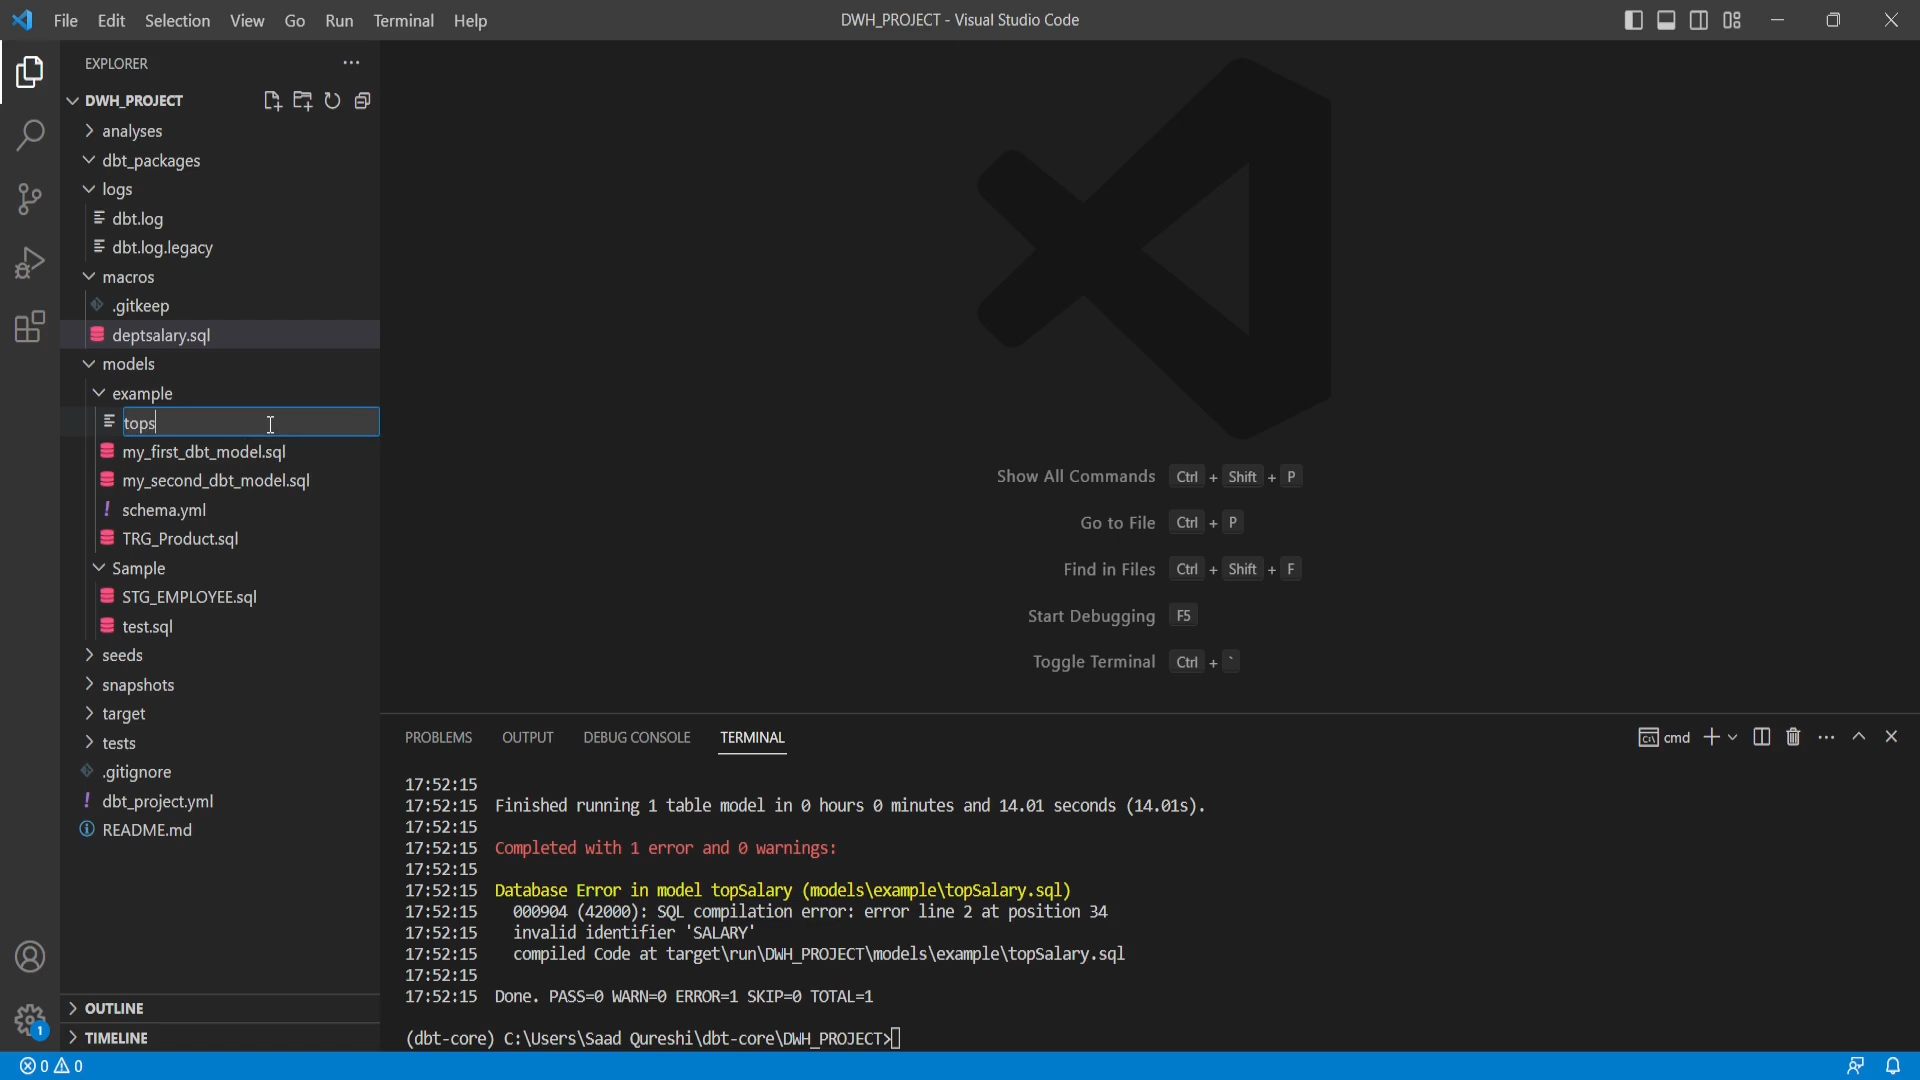 File Edit Selection View Go Run Terminal Help
DWH_PROJECT - Visual Studio Code
EXPLORER
DWH_PROJECT
analyses
dbt_packages
logs
dbt.log
dbt.log.legacy
macros
.gitkeep
deptsalary.sql
models
example
tops
my_first_dbt_model.sql
my_second_dbt_model.sql
schema.yml
TRG_Product.sql
Sample
STG_EMPLOYEE.sql
test.sql
seeds
snapshots
target
tests
.gitignore
dbt_project.yml
README.md
OUTLINE
TIMELINE
1
Show All Commands Ctrl + Shift + P
Go to File Ctrl + P
Find in Files Ctrl + Shift + F
Start Debugging F5
Toggle Terminal Ctrl + `
PROBLEMS OUTPUT DEBUG CONSOLE TERMINAL
cmd
17:52:15
17:52:15 Finished running 1 table model in 0 hours 0 minutes and 14.01 seconds (14.01s).
17:52:15
17:52:15 Completed with 1 error and 0 warnings:
17:52:15
17:52:15 Database Error in model topSalary (models\example\topSalary.sql)
17:52:15 000904 (42000): SQL compilation error: error line 2 at position 34
17:52:15 invalid identifier 'SALARY'
17:52:15 compiled Code at target\run\DWH_PROJECT\models\example\topSalary.sql
17:52:15
17:52:15 Done. PASS=0 WARN=0 ERROR=1 SKIP=0 TOTAL=1
(dbt-core) C:\Users\Saad Qureshi\dbt-core\DWH_PROJECT>
0 0